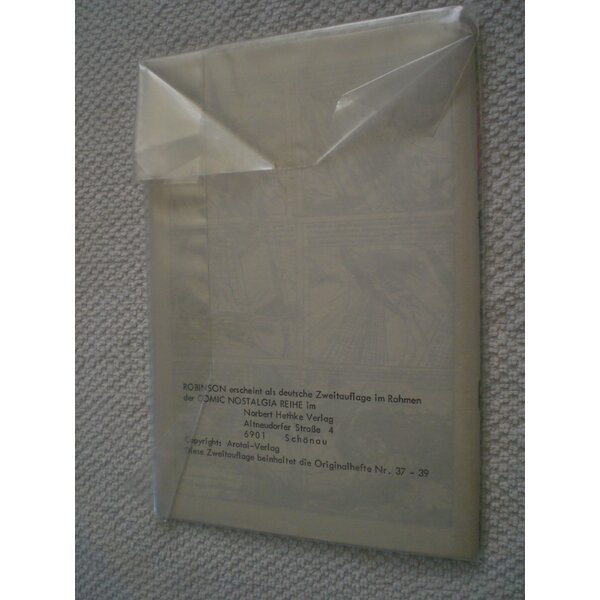 ROBINSON erscheint als deutsche Zweitauflage im Rahmen
der COMIC NOSTALGIA REIHE im
Norbert Hethke Verlag
Altneudorfer Straße 4
6901 Schönau
Copyright: Arotal-Verlag
Diese Zweitauflage beinhaltet die Originalhefte Nr. 37 - 39